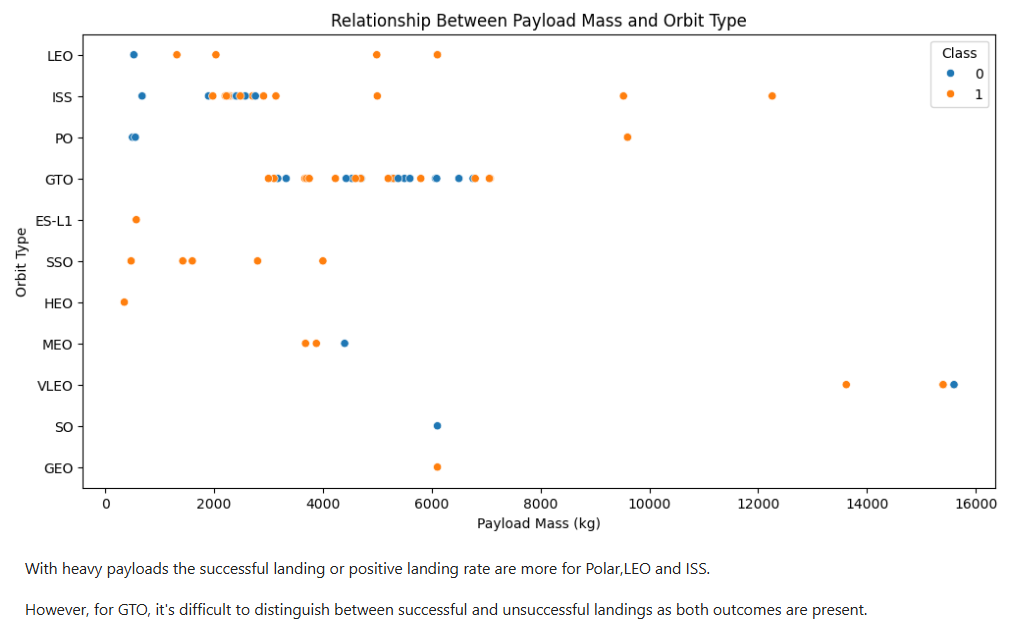 Relationship Between Payload Mass and Orbit Type
Class
0
1
LEO
ISS
PO
GTO
ES-L1
SSO
HEO
MEO
VLEO
SO
GEO
Orbit Type
0 2000 4000 6000 8000 10000 12000 14000 16000
Payload Mass (kg)
With heavy payloads the successful landing or positive landing rate are more for Polar,LEO and ISS.
However, for GTO, it's difficult to distinguish between successful and unsuccessful landings as both outcomes are present.